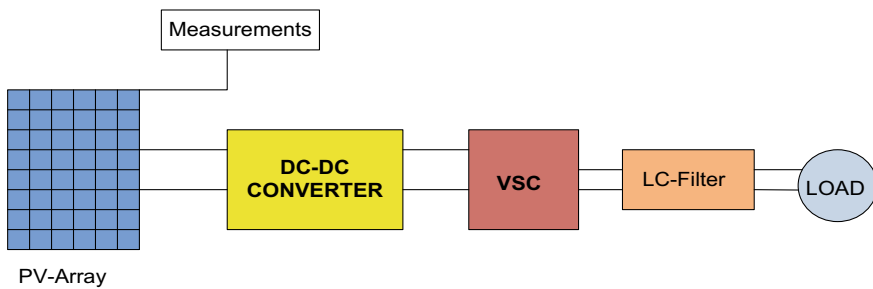 Measurements
DC-DC
CONVERTER
VSC
LC-Filter
LOAD
PV-Array